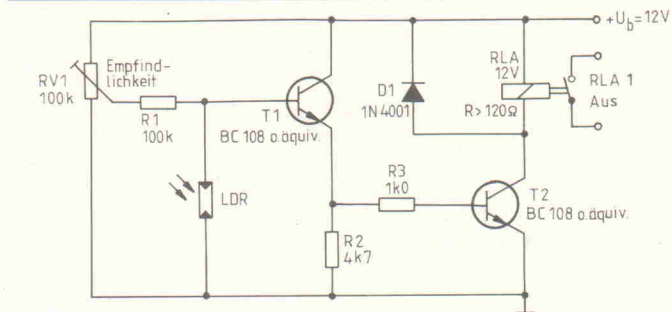 +Ub=12V
Empfind-
lichkeit
RV1
100k
R1
100k
T1
BC 108 o.äquiv.
LDR
D1
1N4001
RLA
12V
R>120Ω
RLA 1
Aus
R3
1k0
T2
BC 108 o.äquiv.
R2
4k7